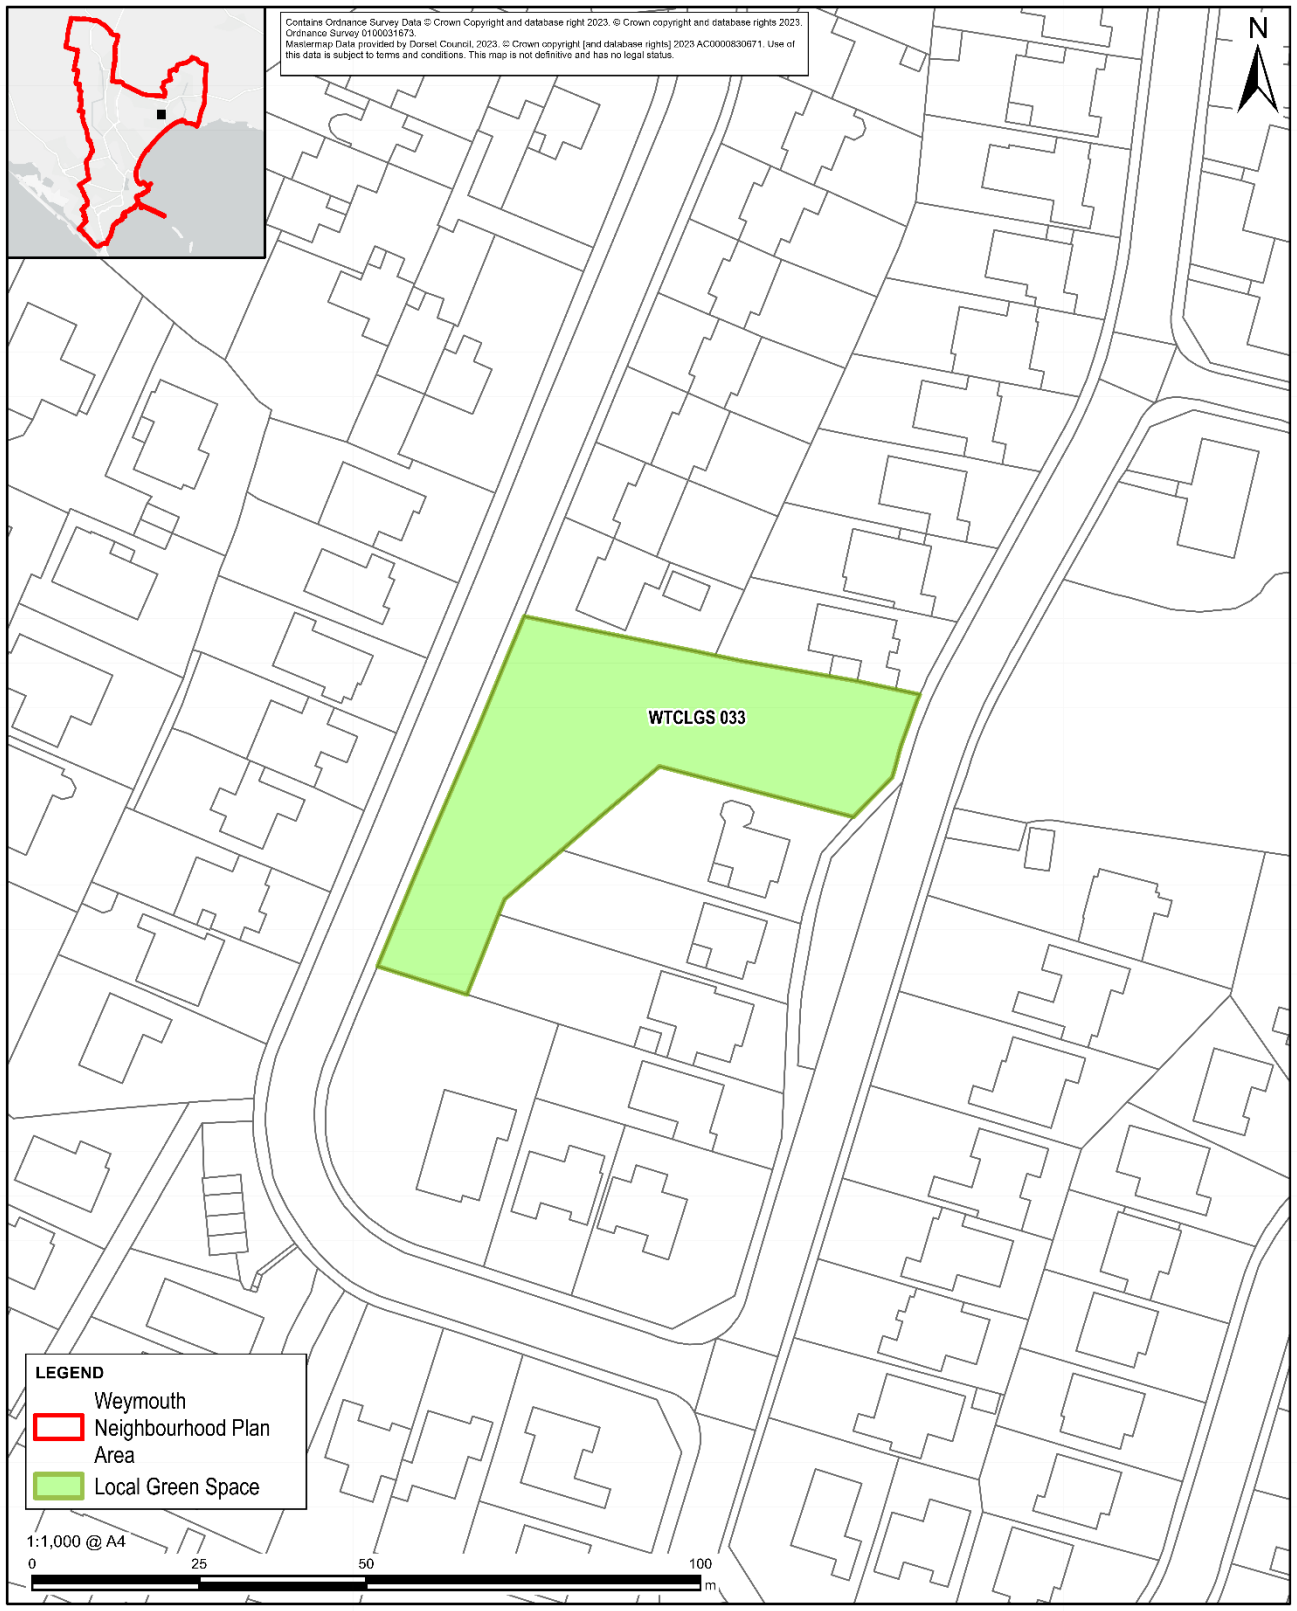 Contains Ordnance Survey Data © Crown Copyright and database right 2023. © Crown copyright and database rights 2023.
Ordnance Survey 0100031673.
Mastermap Data provided by Dorset Council, 2023. © Crown copyright [and database rights] 2023 AC0000830671. Use of
this data is subject to terms and conditions. This map is not definitive and has no legal status.
N
WTCLGS 033
LEGEND
Weymouth
Neighbourhood Plan
Area
Local Green Space
1:1,000 @ A4
0 25 50 100
m